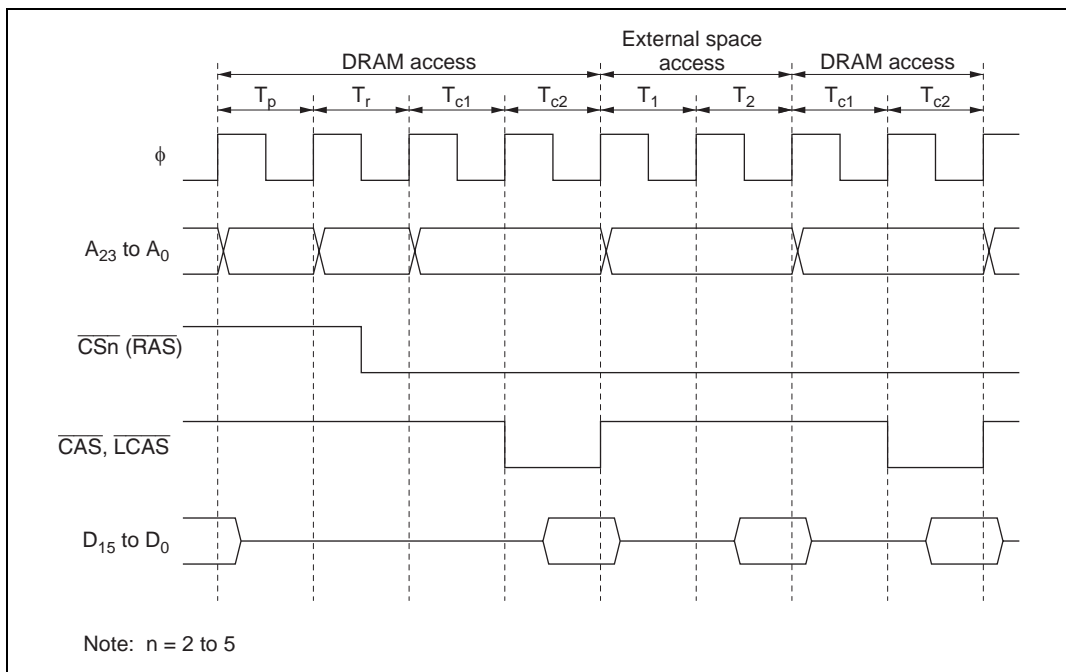 External space
DRAM access access DRAM access
Tp Tr Tc1 Tc2 T1 T2 Tc1 Tc2
ϕ
A23 to A0
CSn (RAS)
CAS, LCAS
D15 to D0
Note: n = 2 to 5